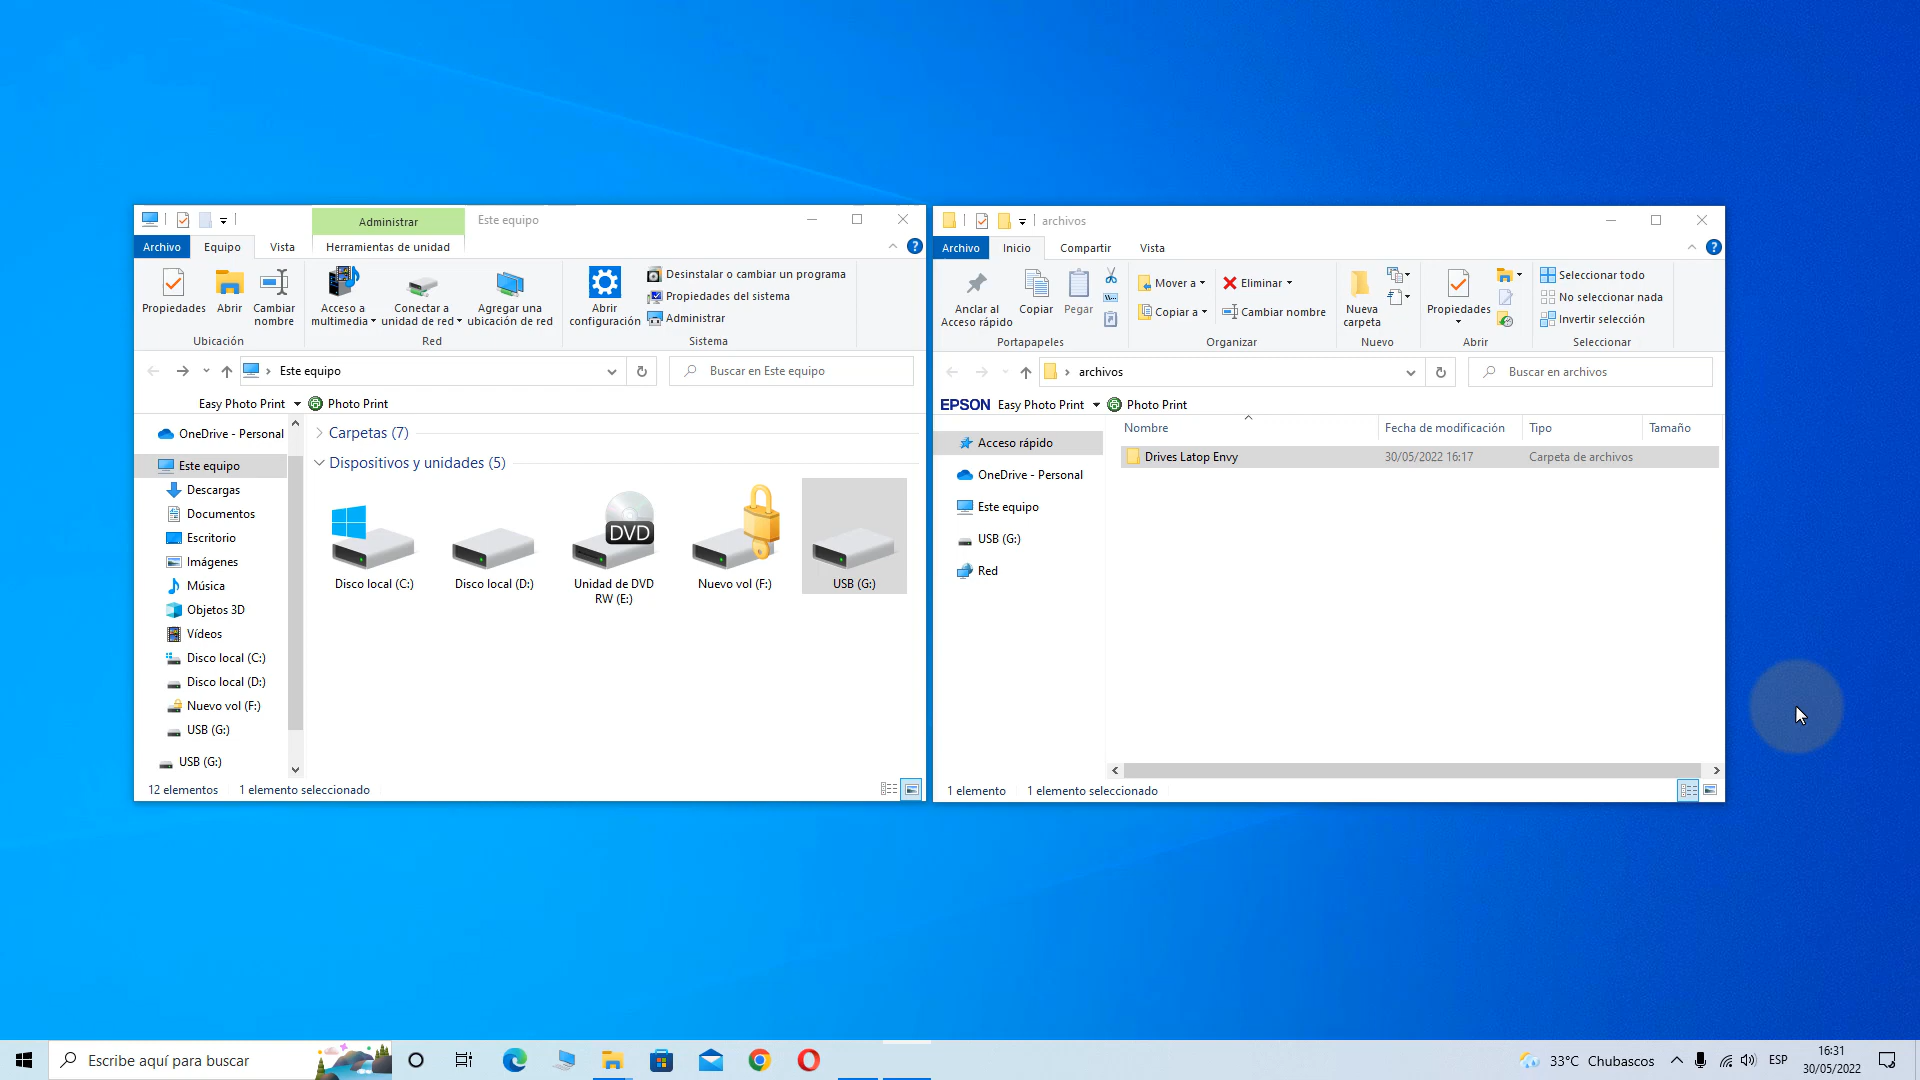 Administrar
Este equipo
Archivo
Equipo
Vista
Herramientas de unidad
Propiedades
Abrir
Cambiar
nombre
Ubicación
Acceso a
multimedia
Conectar a
unidad de red
Agregar una
ubicación de red
Red
Abrir
configuración
Desinstalar o cambiar un programa
Propiedades del sistema
Administrar
Sistema
Este equipo
Buscar en Este equipo
Easy Photo Print
Photo Print
OneDrive - Personal
Este equipo
Descargas
Documentos
Escritorio
Imágenes
Música
Objetos 3D
Vídeos
Disco local (C:)
Disco local (D:)
Nuevo vol (F:)
USB (G:)
USB (G:)
Carpetas (7)
Dispositivos y unidades (5)
Disco local (C:)
Disco local (D:)
DVD
Unidad de DVD
RW (E:)
Nuevo vol (F:)
USB (G:)
12 elementos
1 elemento seleccionado
archivos
Archivo
Inicio
Compartir
Vista
Anclar al
Acceso rápido
Copiar
Pegar
Portapapeles
Mover a
Copiar a
Eliminar
Cambiar nombre
Organizar
Nueva
carpeta
Nuevo
Propiedades
Abrir
Seleccionar todo
No seleccionar nada
Invertir selección
Seleccionar
archivos
Buscar en archivos
EPSON
Easy Photo Print
Photo Print
Acceso rápido
OneDrive - Personal
Este equipo
USB (G:)
Red
Nombre
Fecha de modificación
Tipo
Tamaño
Drives Latop Envy
30/05/2022 16:17
Carpeta de archivos
1 elemento
1 elemento seleccionado
Escribe aquí para buscar
33°C Chubascos
ESP
16:31
30/05/2022